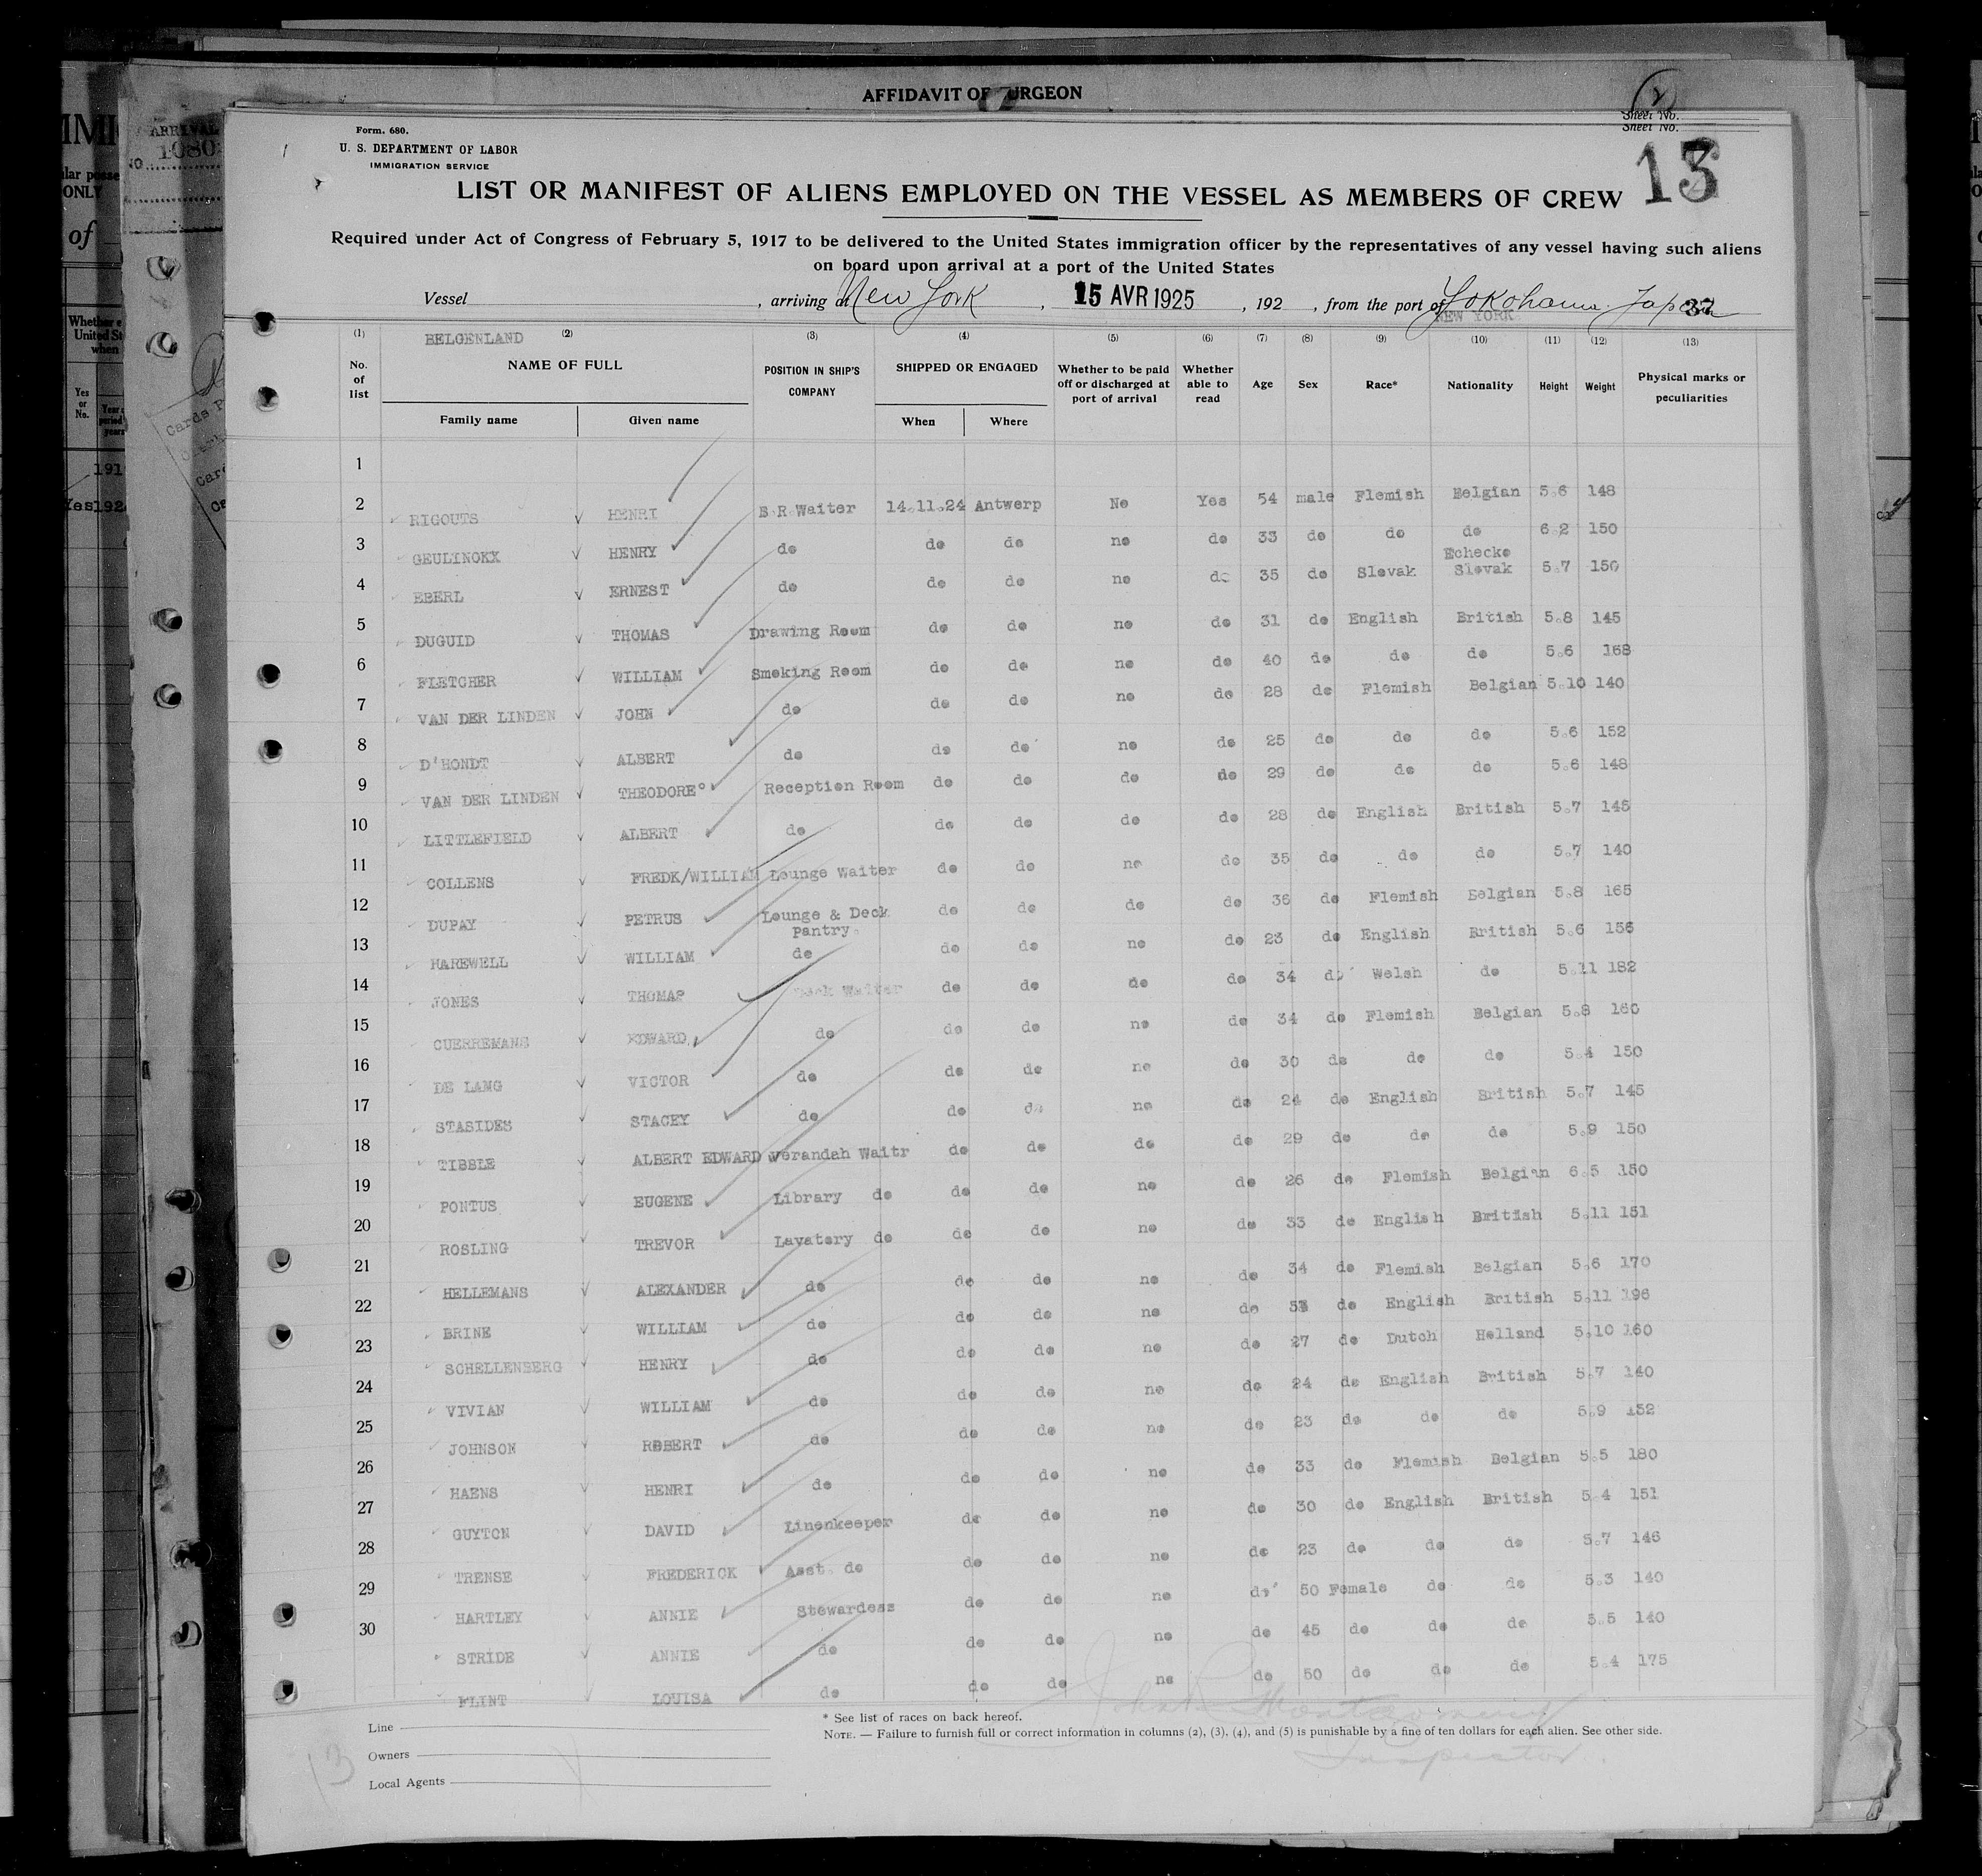 AFFIDAVIT OF SURGEON
Sheet No.
Sheet No.
2
13
Form. 680.
U. S. DEPARTMENT OF LABOR
IMMIGRATION SERVICE
LIST OR MANIFEST OF ALIENS EMPLOYED ON THE VESSEL AS MEMBERS OF CREW
Required under Act of Congress of February 5, 1917 to be delivered to the United States immigration officer by the representatives of any vessel having such aliens
on board upon arrival at a port of the United States
Vessel , arriving at New York , 15 AVR 1925 , 192 , from the port of Yokohama Japan
NEW YORK
BELGENLAND
(1) (2) (3) (4) (5) (6) (7) (8) (9) (10) (11) (12) (13)
No. of list NAME OF FULL POSITION IN SHIP'S COMPANY SHIPPED OR ENGAGED Whether to be paid off or discharged at port of arrival Whether able to read Age Sex Race* Nationality Height Weight Physical marks or peculiarities
Family name Given name When Where
1
2 RIGOUTS HENRI B.R.Waiter 14.11.24 Antwerp No Yes 54 male Flemish Belgian 5.6 148
3 GEULINCKX HENRY do do do no do 33 do do do 6.2 150
4 EBERL ERNEST do do do no do 35 do Slovak Echecko Slovak 5.7 150
5 DUGUID THOMAS Drawing Room do do no do 31 do English British 5.8 145
6 FLETCHER WILLIAM Smoking Room do do no do 40 do do do 5.6 168
7 VAN DER LINDEN JOHN do do do no do 28 do Flemish Belgian 5.10 140
8 D'HONDT ALBERT do do do no do 25 do do do 5.6 152
9 VAN DER LINDEN THEODORE Reception Room do do do do 29 do do do 5.6 148
10 LITTLEFIELD ALBERT do do do do do 28 do English British 5.7 145
11 COLLENS FREDK/WILLIAM Lounge Waiter do do no do 35 do do do 5.7 140
12 DUPAY PETRUS Lounge & Deck Pantry. do do do do 36 do Flemish Belgian 5.8 165
13 HAREWELL WILLIAM do do do no do 23 do English British 5.6 156
14 JONES THOMAS Deck Waiter do do do do 34 do Welsh do 5.11 182
15 CUERREMANS EDWARD do do do no do 34 do Flemish Belgian 5.8 160
16 DE LANG VICTOR do do do no do 30 do do do 5.4 150
17 STASIDES STACEY do do do no do 24 do English British 5.7 145
18 TIBBLE ALBERT EDWARD Verandah Waitr do do do do 29 do do do 5.9 150
19 PONTUS EUGENE Library do do do no do 26 do Flemish Belgian 6.5 150
20 ROSLING TREVOR Lavatory do do do no do 33 do English British 5.11 151
21 HELLEMANS ALEXANDER do do do no do 34 do Flemish Belgian 5.6 170
22 BRINE WILLIAM do do do no do 53 do English British 5.11 196
23 SCHELLENBERG HENRY do do do no do 27 do Dutch Holland 5.10 160
24 VIVIAN WILLIAM do do do no do 24 do English British 5.7 140
25 JOHNSON ROBERT do do do no do 23 do do do 5.9 152
26 HAENS HENRI do do do no do 33 do Flemish Belgian 5.5 180
27 GUYTON DAVID Linenkeeper do do no do 30 do English British 5.4 151
28 TRENSE FREDERICK Asst. do do do no do 23 do do do 5.7 146
29 HARTLEY ANNIE Stewardess do do no do 50 Female do do 5.3 140
30 STRIDE ANNIE do do do no do 45 do do do 5.5 140
FLINT LOUISA do do do no do 50 do do do 5.4 175
* See list of races on back hereof.
NOTE. — Failure to furnish full or correct information in columns (2), (3), (4), and (5) is punishable by a fine of ten dollars for each alien. See other side.
Line
Owners
Local Agents
John R Montgomery
Inspector.
13